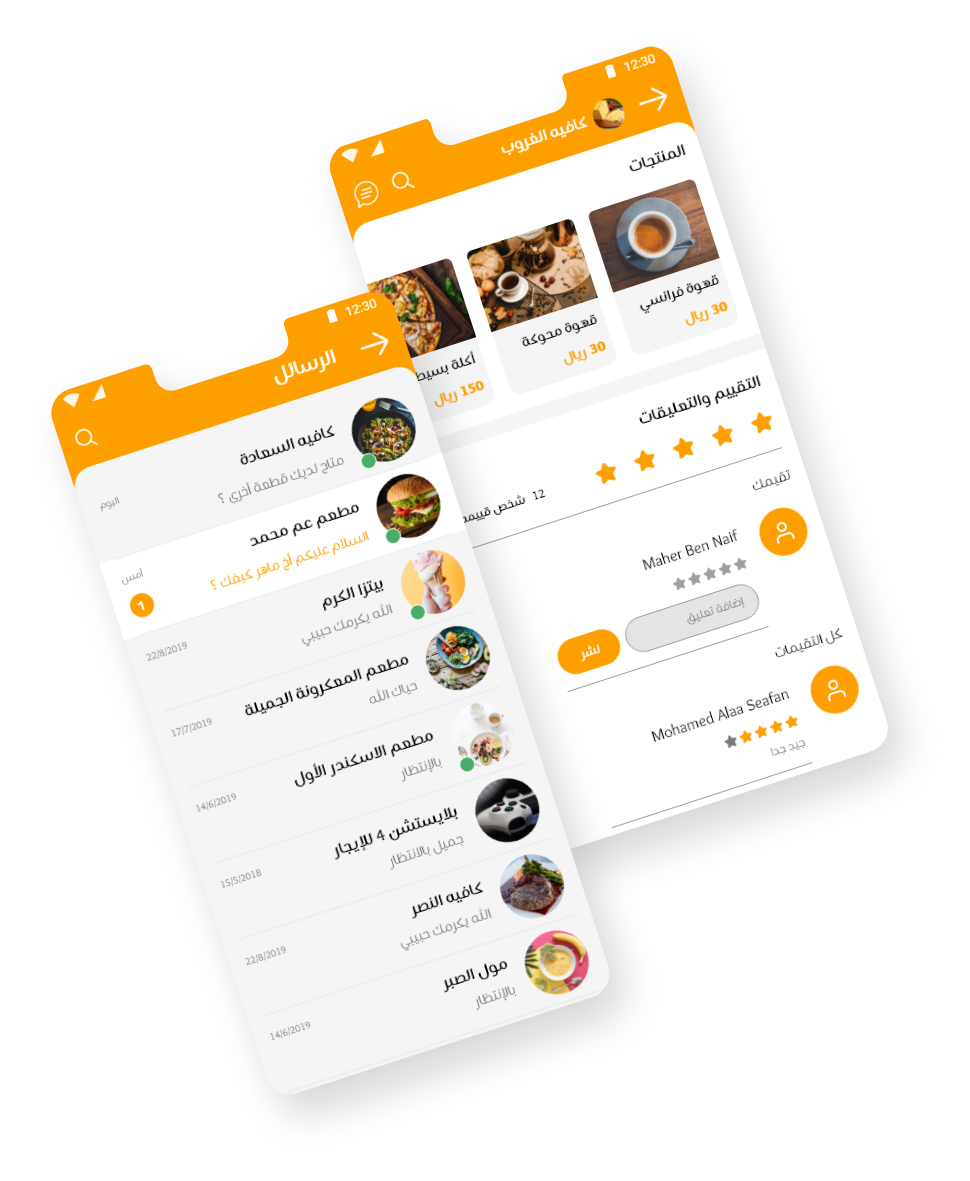 12:30
كافيه الغروب
المنتجات
قهوة فرانسي
30 ريال
قهوة محوكة
30 ريال
أكلة بسيط
150 ريال
التقييم والتعليقات
12 شخص قييمه
تقيمك
Maher Ben Naif
إضافة تعليق
نشر
كل التقيمات
Mohamed Alaa Seafan
جيد جدا
12:30
الرسائل
كافيه السعادة
متاح لديك قطعة أخرى ؟
اليوم
مطعم عم محمد
السلام عليكم أخ ماهر كيفك ؟
أمس
1
بيتزا الكرم
الله يكرمك حبيبي
22/8/2019
مطعم المعكرونة الجميلة
حياك الله
17/7/2019
مطعم الاسكندر الأول
بالإنتظار
14/6/2019
بلايستشن 4 للإيجار
جميل بالانتظار
15/5/2018
كافيه النصر
الله يكرمك حبيبي
22/8/2019
مول الصبر
بالإنتظار
14/6/2019